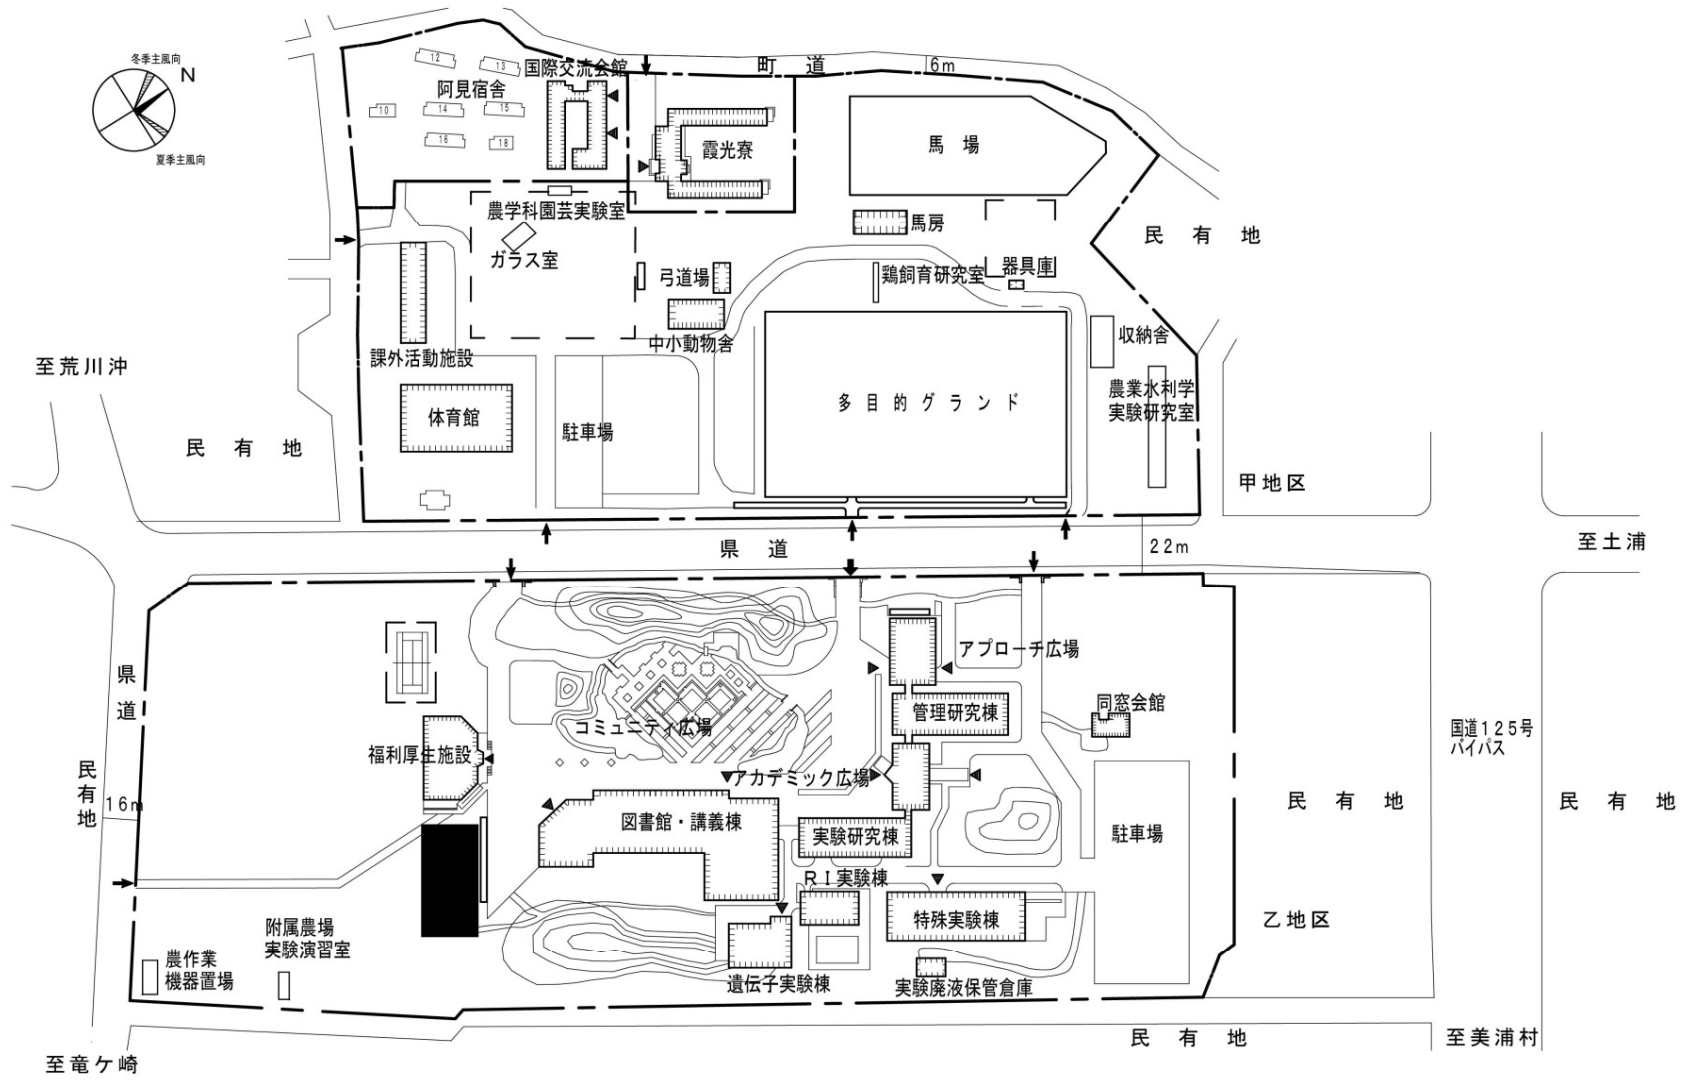 冬季主風向
N
夏季主風向
12
13
国際交流会館
町道
6m
阿見宿舎
10
14
15
16
18
霞光寮
馬場
農学科園芸実験室
馬房
民有地
ガラス室
弓道場
鶏飼育研究室
器具庫
中小動物舎
収納舎
課外活動施設
至荒川沖
農業水利学
実験研究室
体育館
駐車場
多目的グランド
民有地
甲地区
県道
22m
至土浦
アプローチ広場
県道
同窓会館
管理研究棟
コミュニティ広場
国道125号
バイパス
福利厚生施設
アカデミック広場
民有地
16m
図書館・講義棟
実験研究棟
駐車場
民有地
民有地
RI実験棟
特殊実験棟
乙地区
附属農場
実験演習室
農作業
機器置場
遺伝子実験棟
実験廃液保管倉庫
民有地
至美浦村
至竜ケ崎